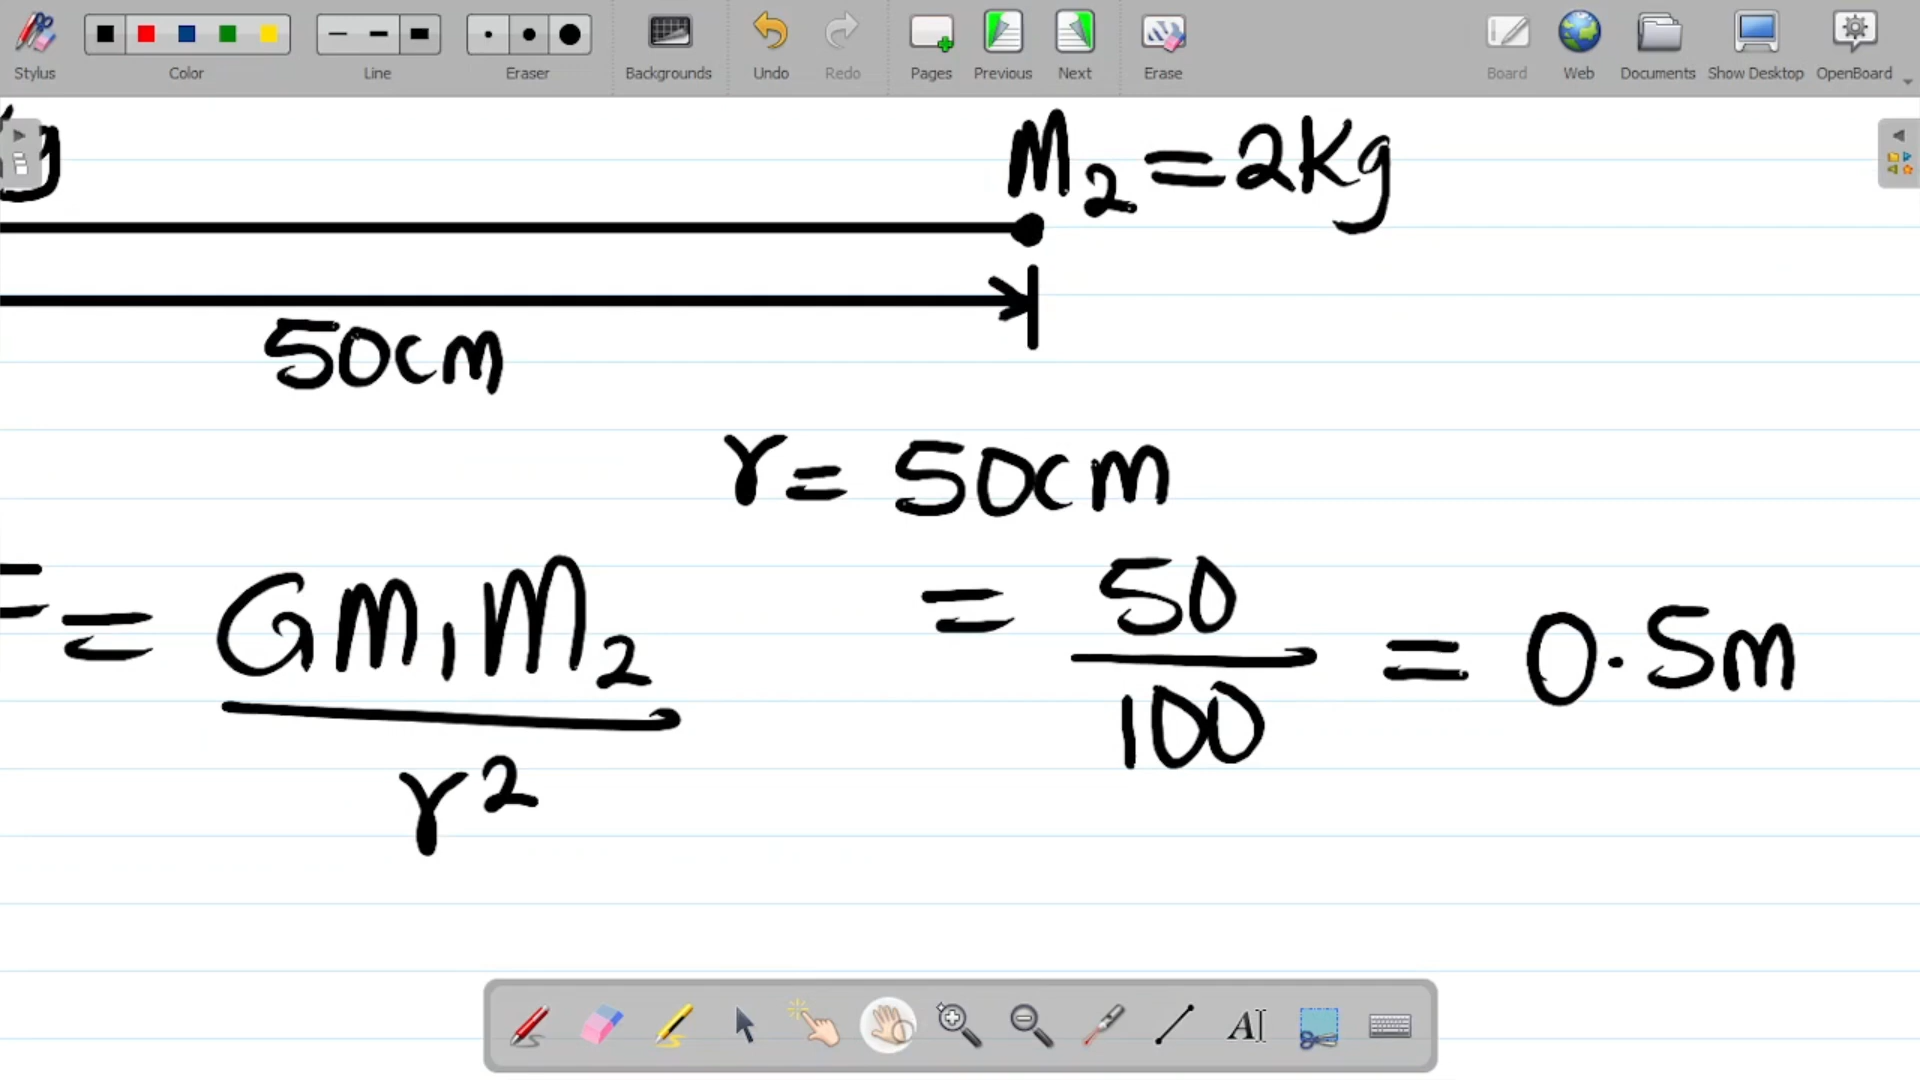 Stylus Color Line Eraser Backgrounds Undo Redo Pages Previous Next Erase Board Web Documents Show Desktop OpenBoard
g M₂ = 2Kg
50cm
r = 50cm
= GM₁M₂ / r² = 50 / 100 = 0.5m